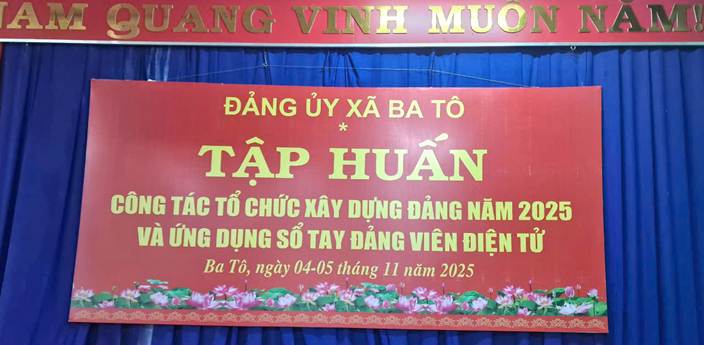 NAM QUANG VINH MUÔN NĂM!
ĐẢNG ỦY XÃ BA TÔ
*
TẬP HUẤN
CÔNG TÁC TỔ CHỨC XÂY DỰNG ĐẢNG NĂM 2025
VÀ ỨNG DỤNG SỔ TAY ĐẢNG VIÊN ĐIỆN TỬ
Ba Tô, ngày 04-05 tháng 11 năm 2025